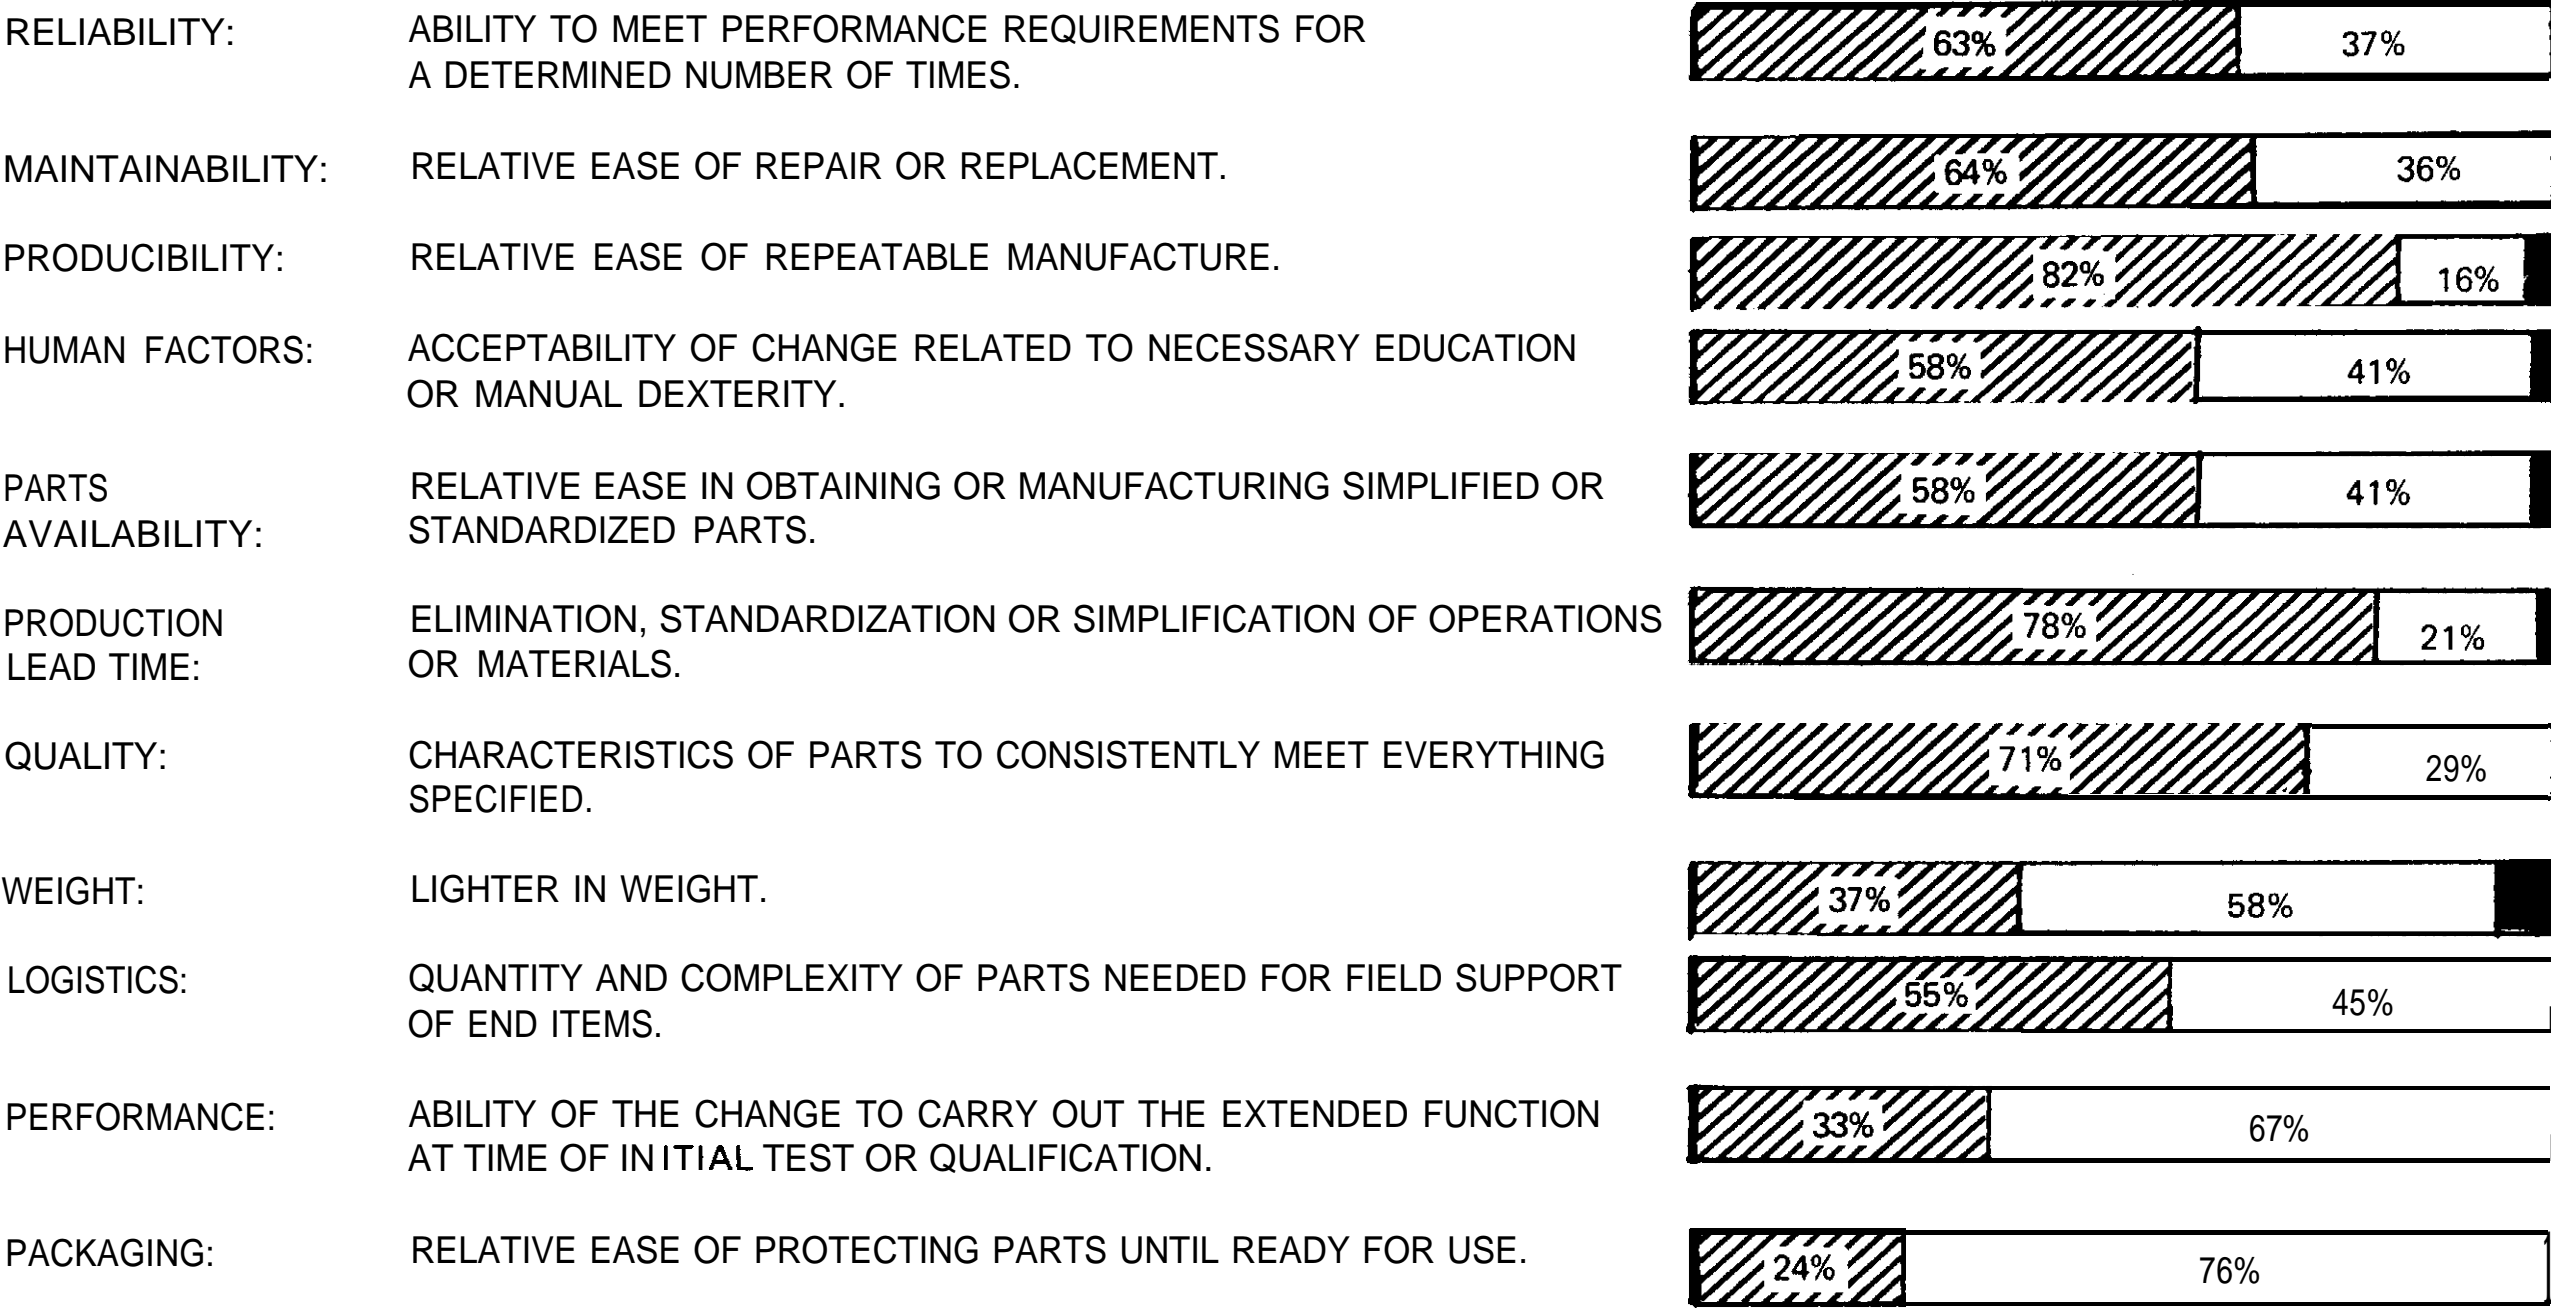 RELIABILITY: ABILITY TO MEET PERFORMANCE REQUIREMENTS FOR 63% 37%
A DETERMINED NUMBER OF TIMES.
MAINTAINABILITY: RELATIVE EASE OF REPAIR OR REPLACEMENT. 64% 36%
PRODUCIBILITY: RELATIVE EASE OF REPEATABLE MANUFACTURE. 82% 16%
HUMAN FACTORS: ACCEPTABILITY OF CHANGE RELATED TO NECESSARY EDUCATION 58% 41%
OR MANUAL DEXTERITY.
PARTS RELATIVE EASE IN OBTAINING OR MANUFACTURING SIMPLIFIED OR 58% 41%
AVAILABILITY: STANDARDIZED PARTS.
PRODUCTION ELIMINATION, STANDARDIZATION OR SIMPLIFICATION OF OPERATIONS 78% 21%
LEAD TIME: OR MATERIALS.
QUALITY: CHARACTERISTICS OF PARTS TO CONSISTENTLY MEET EVERYTHING 71% 29%
SPECIFIED.
WEIGHT: LIGHTER IN WEIGHT. 37% 58%
LOGISTICS: QUANTITY AND COMPLEXITY OF PARTS NEEDED FOR FIELD SUPPORT 55% 45%
OF END ITEMS.
PERFORMANCE: ABILITY OF THE CHANGE TO CARRY OUT THE EXTENDED FUNCTION 33% 67%
AT TIME OF INITIAL TEST OR QUALIFICATION.
PACKAGING: RELATIVE EASE OF PROTECTING PARTS UNTIL READY FOR USE. 24% 76%